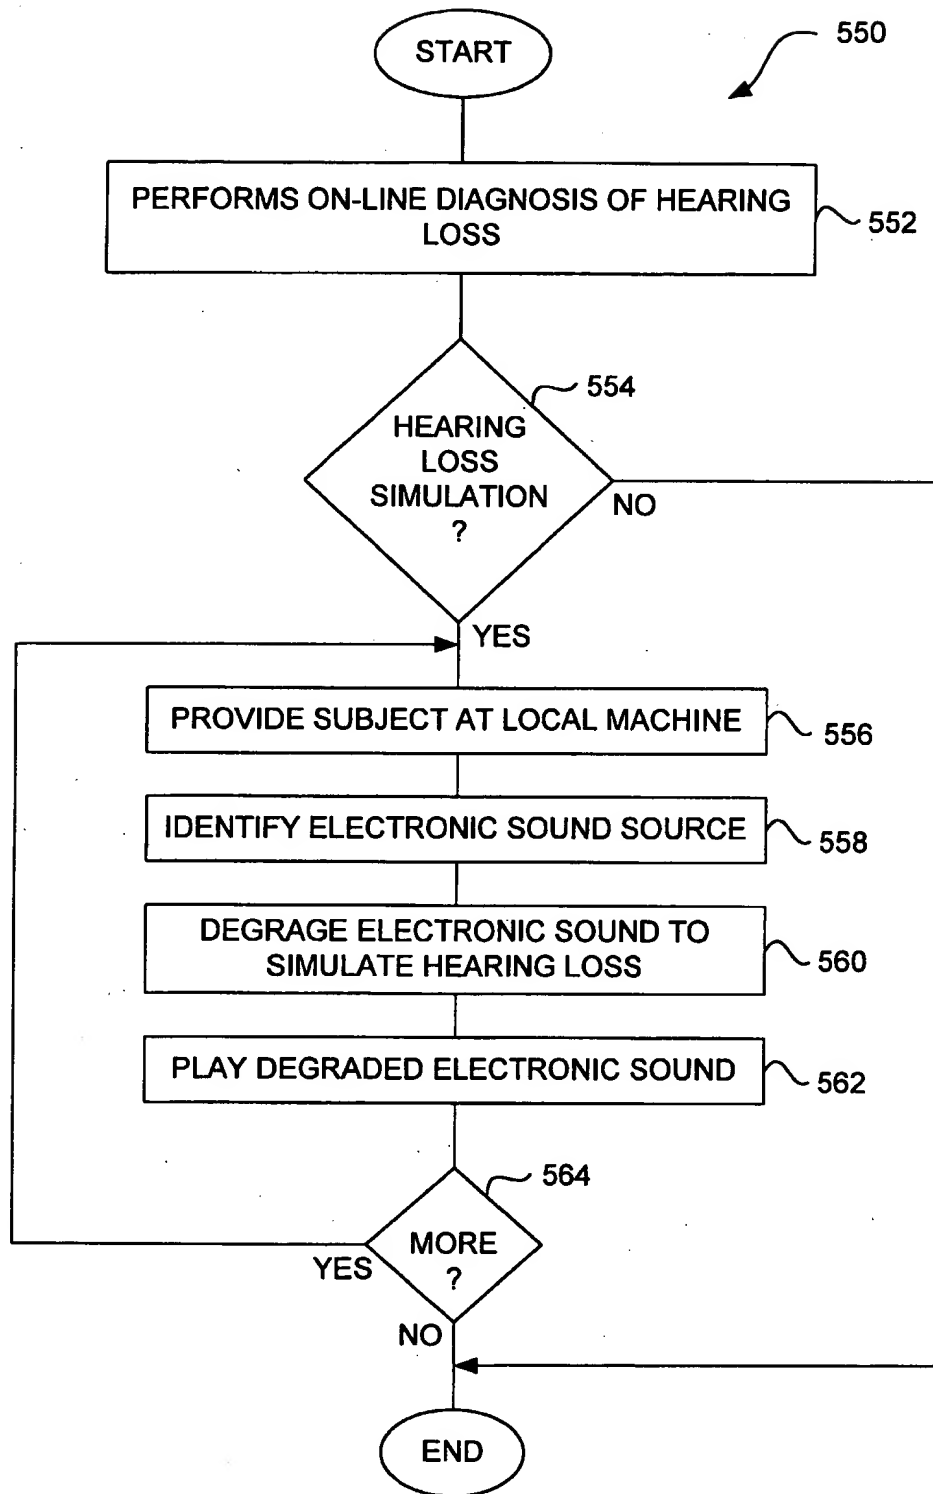 START
550
PERFORMS ON-LINE DIAGNOSIS OF HEARING
LOSS
552
554
HEARING
LOSS
SIMULATION
?
NO
YES
PROVIDE SUBJECT AT LOCAL MACHINE
556
IDENTIFY ELECTRONIC SOUND SOURCE
558
DEGRAGE ELECTRONIC SOUND TO
SIMULATE HEARING LOSS
560
PLAY DEGRADED ELECTRONIC SOUND
562
564
MORE
?
YES
NO
END